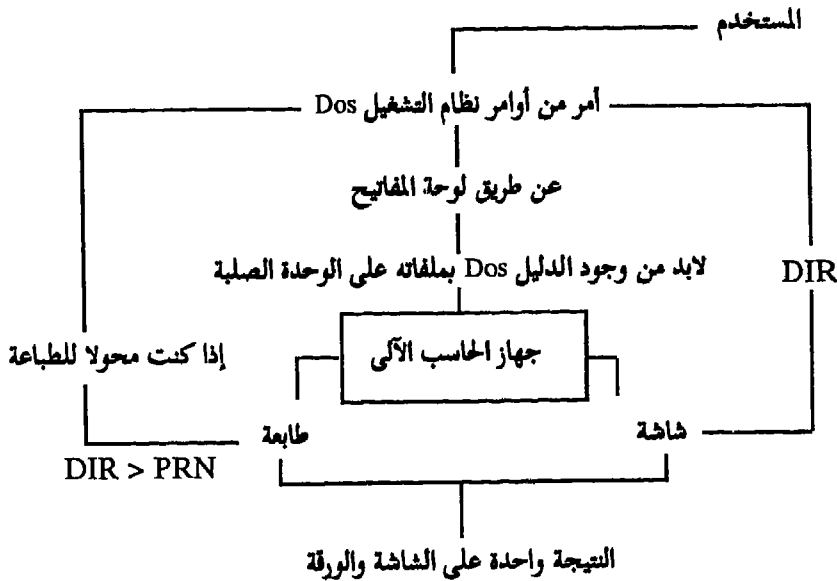 المستخدم
أمر من أوامر نظام التشغيل Dos
عن طريق لوحة المفاتيح
لابد من وجود الدليل Dos بملفاته على الوحدة الصلبة
DIR
جهاز الحاسب الآلى
إذا كنت محولا للطباعة
شاشة
طابعة
DIR > PRN
النتيجة واحدة على الشاشة والورقة